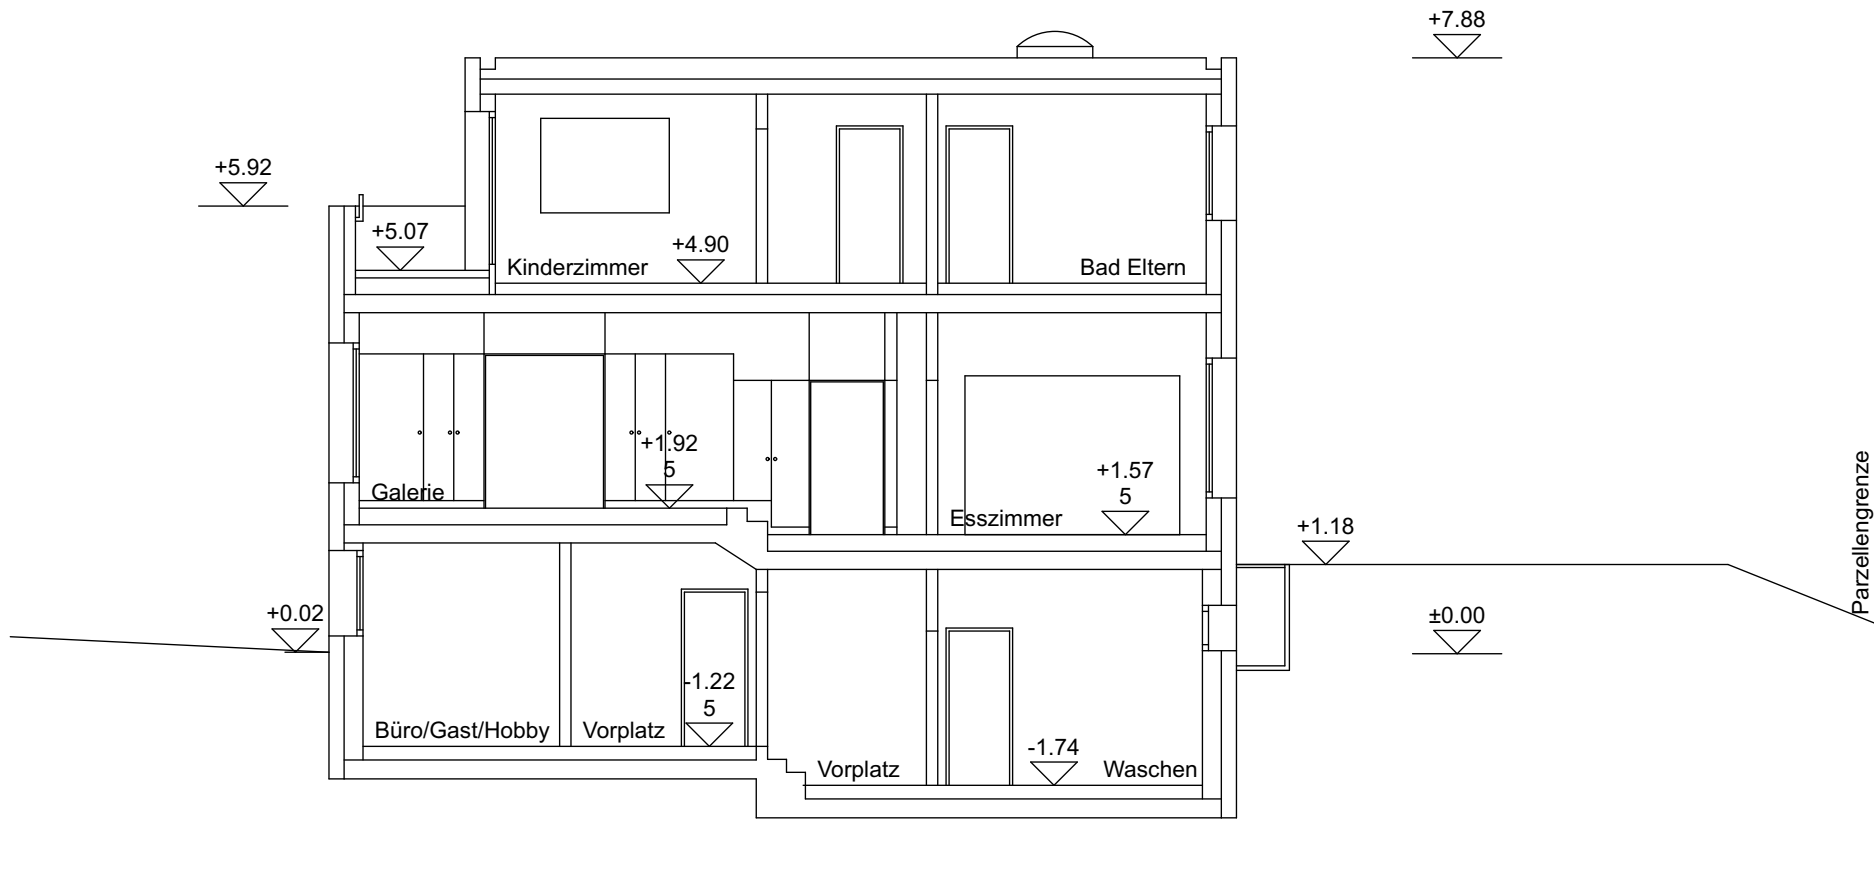 +7.88
+5.92
+5.07
+4.90
Kinderzimmer
Bad Eltern
+1.92
5
Galerie
+1.57
5
Esszimmer
+1.18
Parzellengrenze
+0.02
±0.00
-1.22
5
Büro/Gast/Hobby
Vorplatz
-1.74
Vorplatz
Waschen